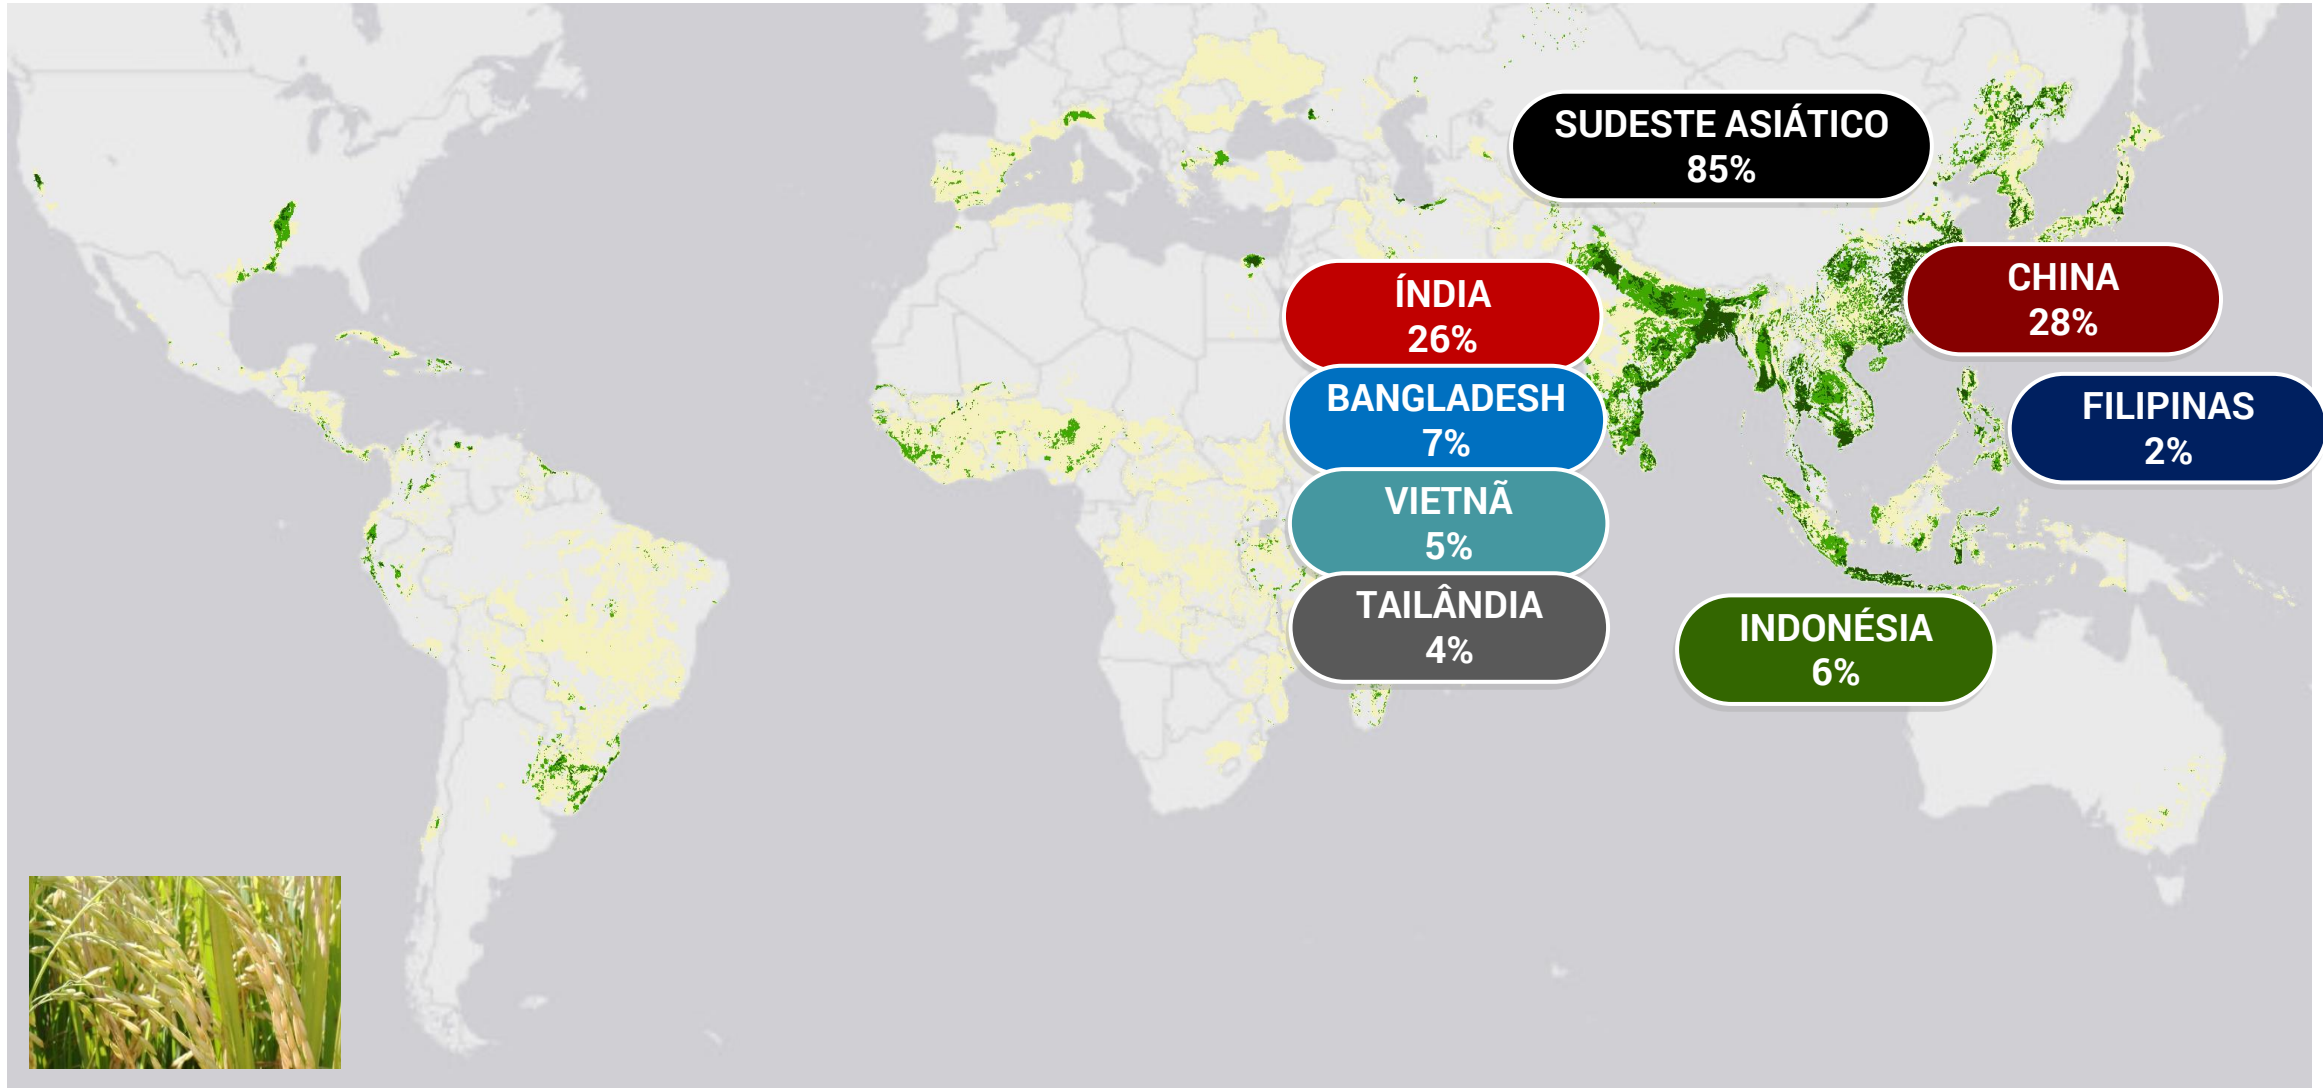 SUDESTE ASIÁTICO
85%
ÍNDIA
26%
CHINA
28%
BANGLADESH
7%
FILIPINAS
2%
VIETNÃ
5%
TAILÂNDIA
4%
INDONÉSIA
6%